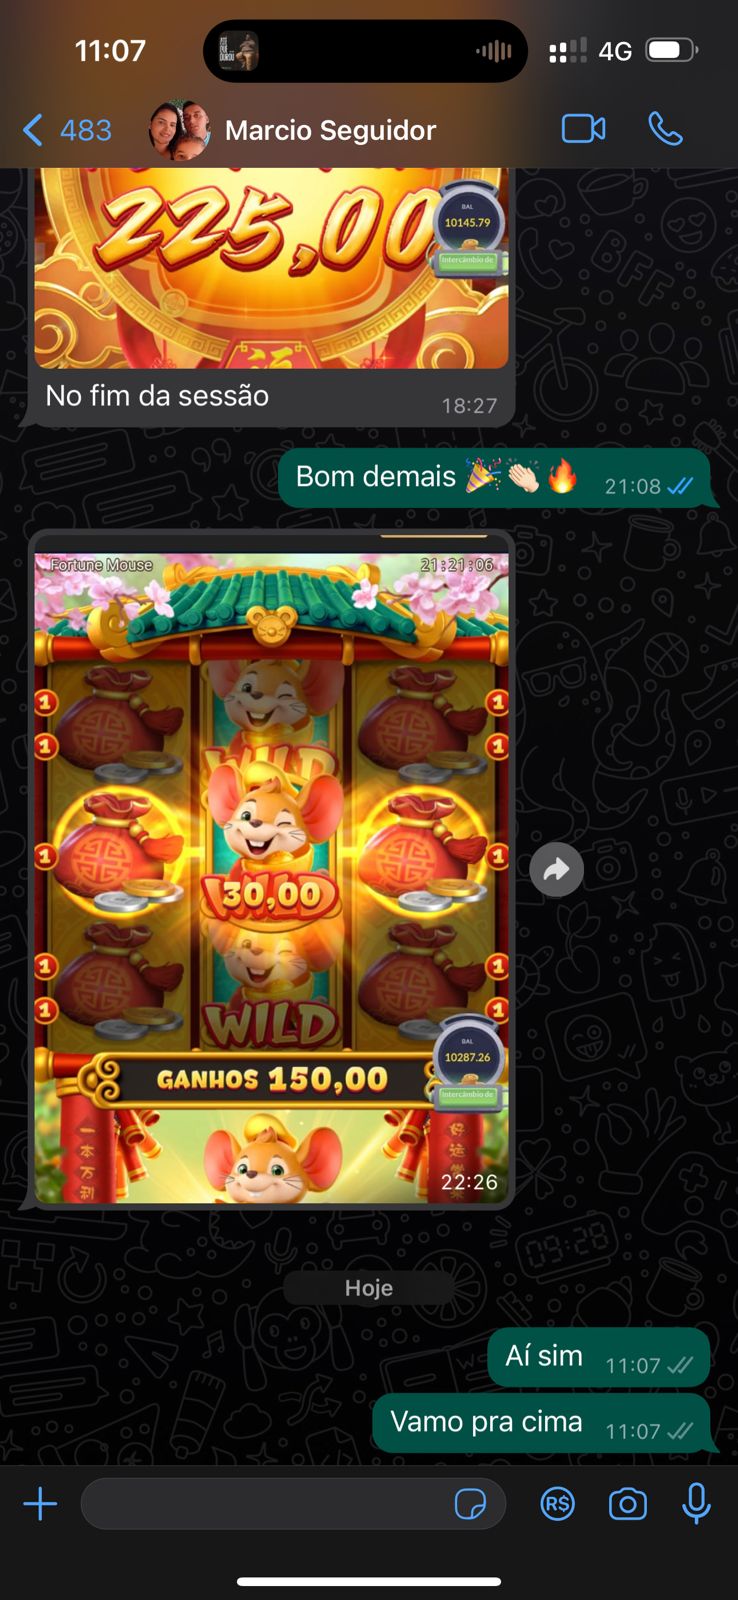 11:07
4G
483
Marcio Seguidor
225,00
BAL
10145.79
Intercâmbio de
No fim da sessão
18:27
Bom demais 🎉👏🏻🔥
21:08
Fortune Mouse
21:21:06
1
1
1
1
WILD
1
1
30,00
1
1
1
1
WILD
BAL
10287.26
Intercâmbio de
GANHOS 150,00
22:26
Hoje
Aí sim
11:07
Vamo pra cima
11:07
R$